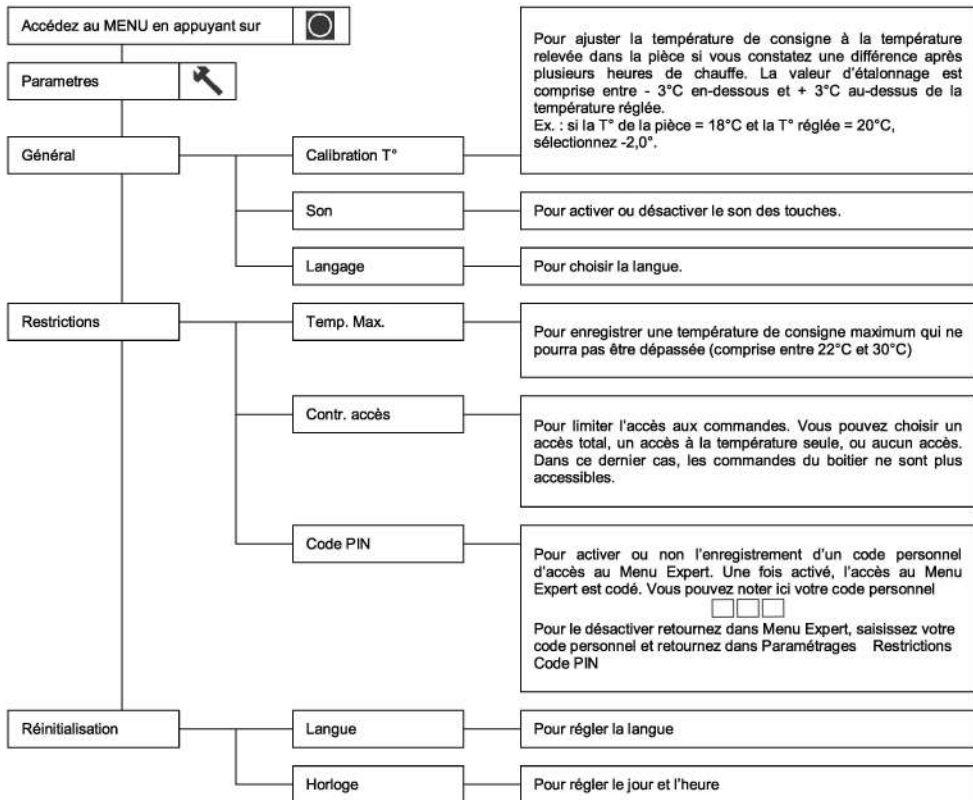 Accédez au MENU en appuyant sur
Parametres
Général
Calibration T°
Pour ajuster la température de consigne à la température
relevée dans la pièce si vous constatez une différence après
plusieurs heures de chauffe. La valeur d'étalonnage est
comprise entre - 3°C en-dessous et + 3°C au-dessus de la
température réglée.
Ex. : si la T° de la pièce = 18°C et la T° réglée = 20°C,
sélectionnez -2,0°.
Son
Pour activer ou désactiver le son des touches.
Langage
Pour choisir la langue.
Restrictions
Temp. Max.
Pour enregistrer une température de consigne maximum qui ne
pourra pas être dépassée (comprise entre 22°C et 30°C)
Contr. accès
Pour limiter l'accès aux commandes. Vous pouvez choisir un
accès total, un accès à la température seule, ou aucun accès.
Dans ce dernier cas, les commandes du boitier ne sont plus
accessibles.
Code PIN
Pour activer ou non l'enregistrement d'un code personnel
d'accès au Menu Expert. Une fois activé, l'accès au Menu
Expert est codé. Vous pouvez noter ici votre code personnel
Pour le désactiver retournez dans Menu Expert, saisissez votre
code personnel et retournez dans Paramétrages Restrictions
Code PIN
Réinitialisation
Langue
Pour régler la langue
Horloge
Pour régler le jour et l'heure